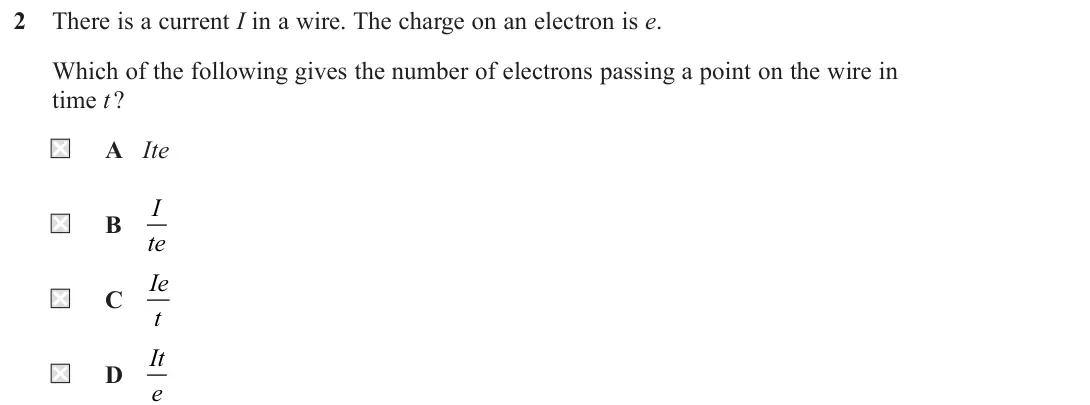 2 There is a current I in a wire. The charge on an electron is e.
Which of the following gives the number of electrons passing a point on the wire in
time t?
A Ite
B I/te
C Ie/t
D It/e